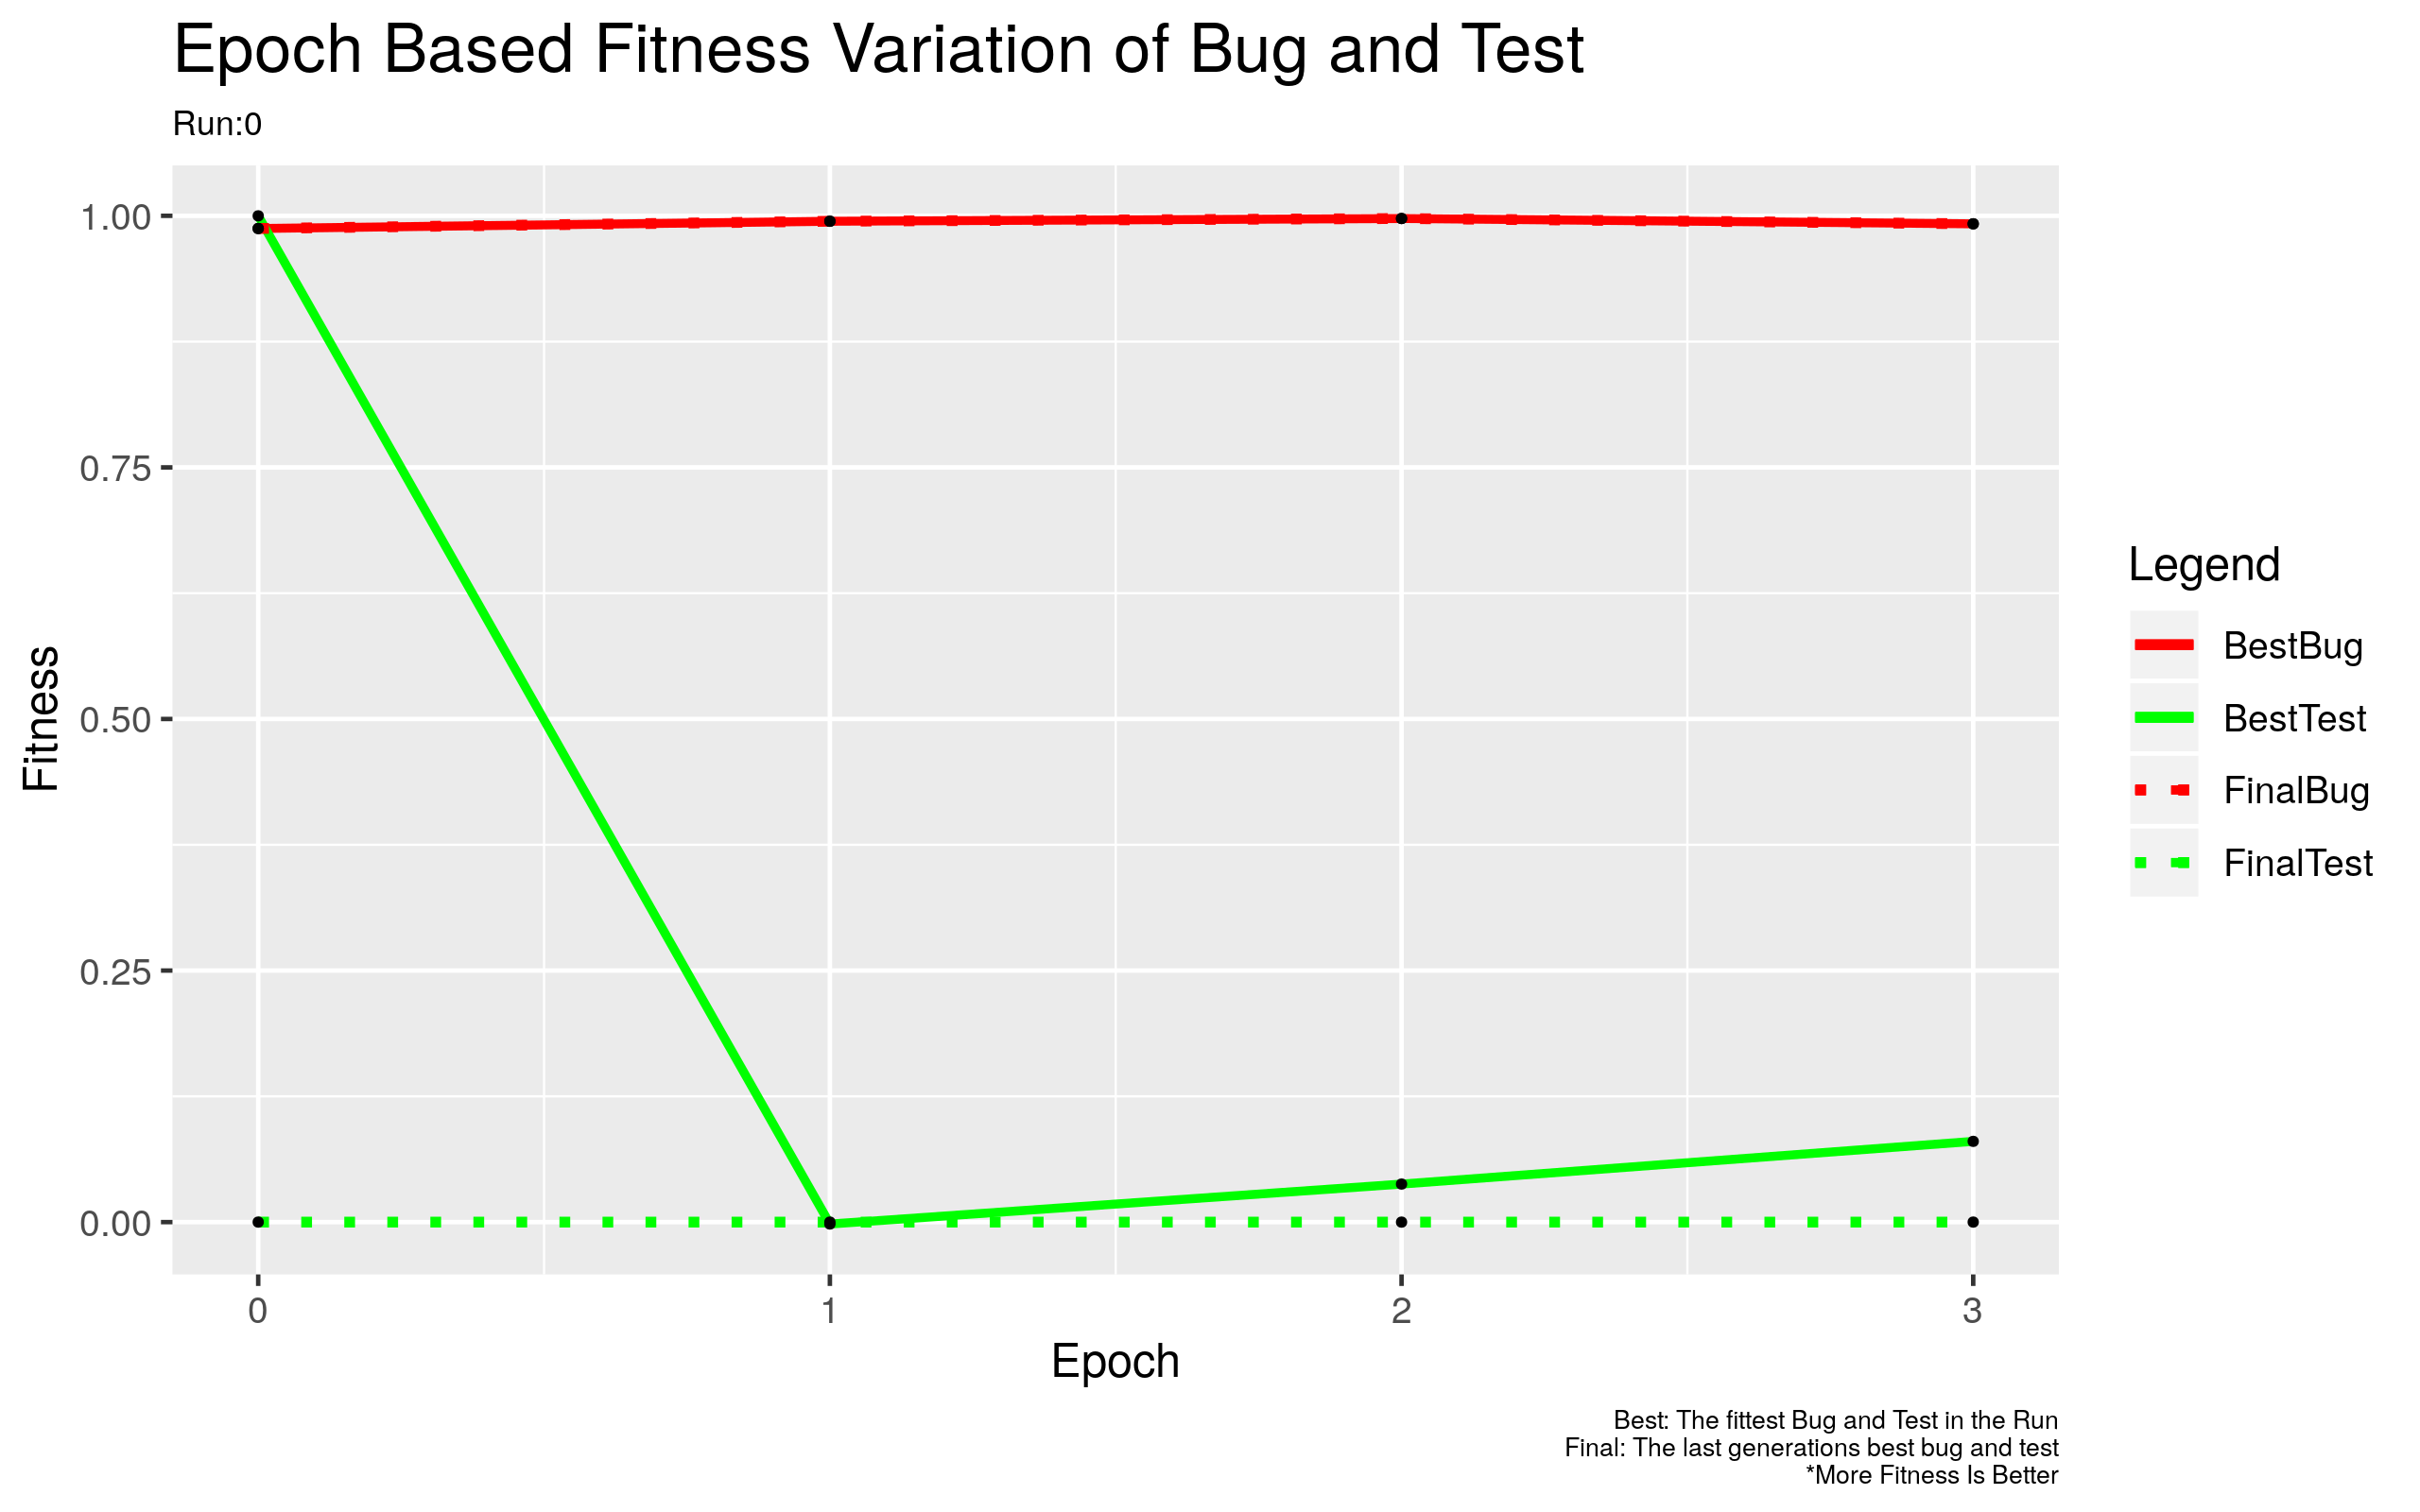 Epoch Based Fitness Variation of Bug and Test
Run:0
1.00
0.75
0.50
0.25
0.00
Fitness
0 1 2 3
Epoch
Legend
BestBug
BestTest
FinalBug
FinalTest
Best: The fittest Bug and Test in the Run
Final: The last generations best bug and test
*More Fitness Is Better